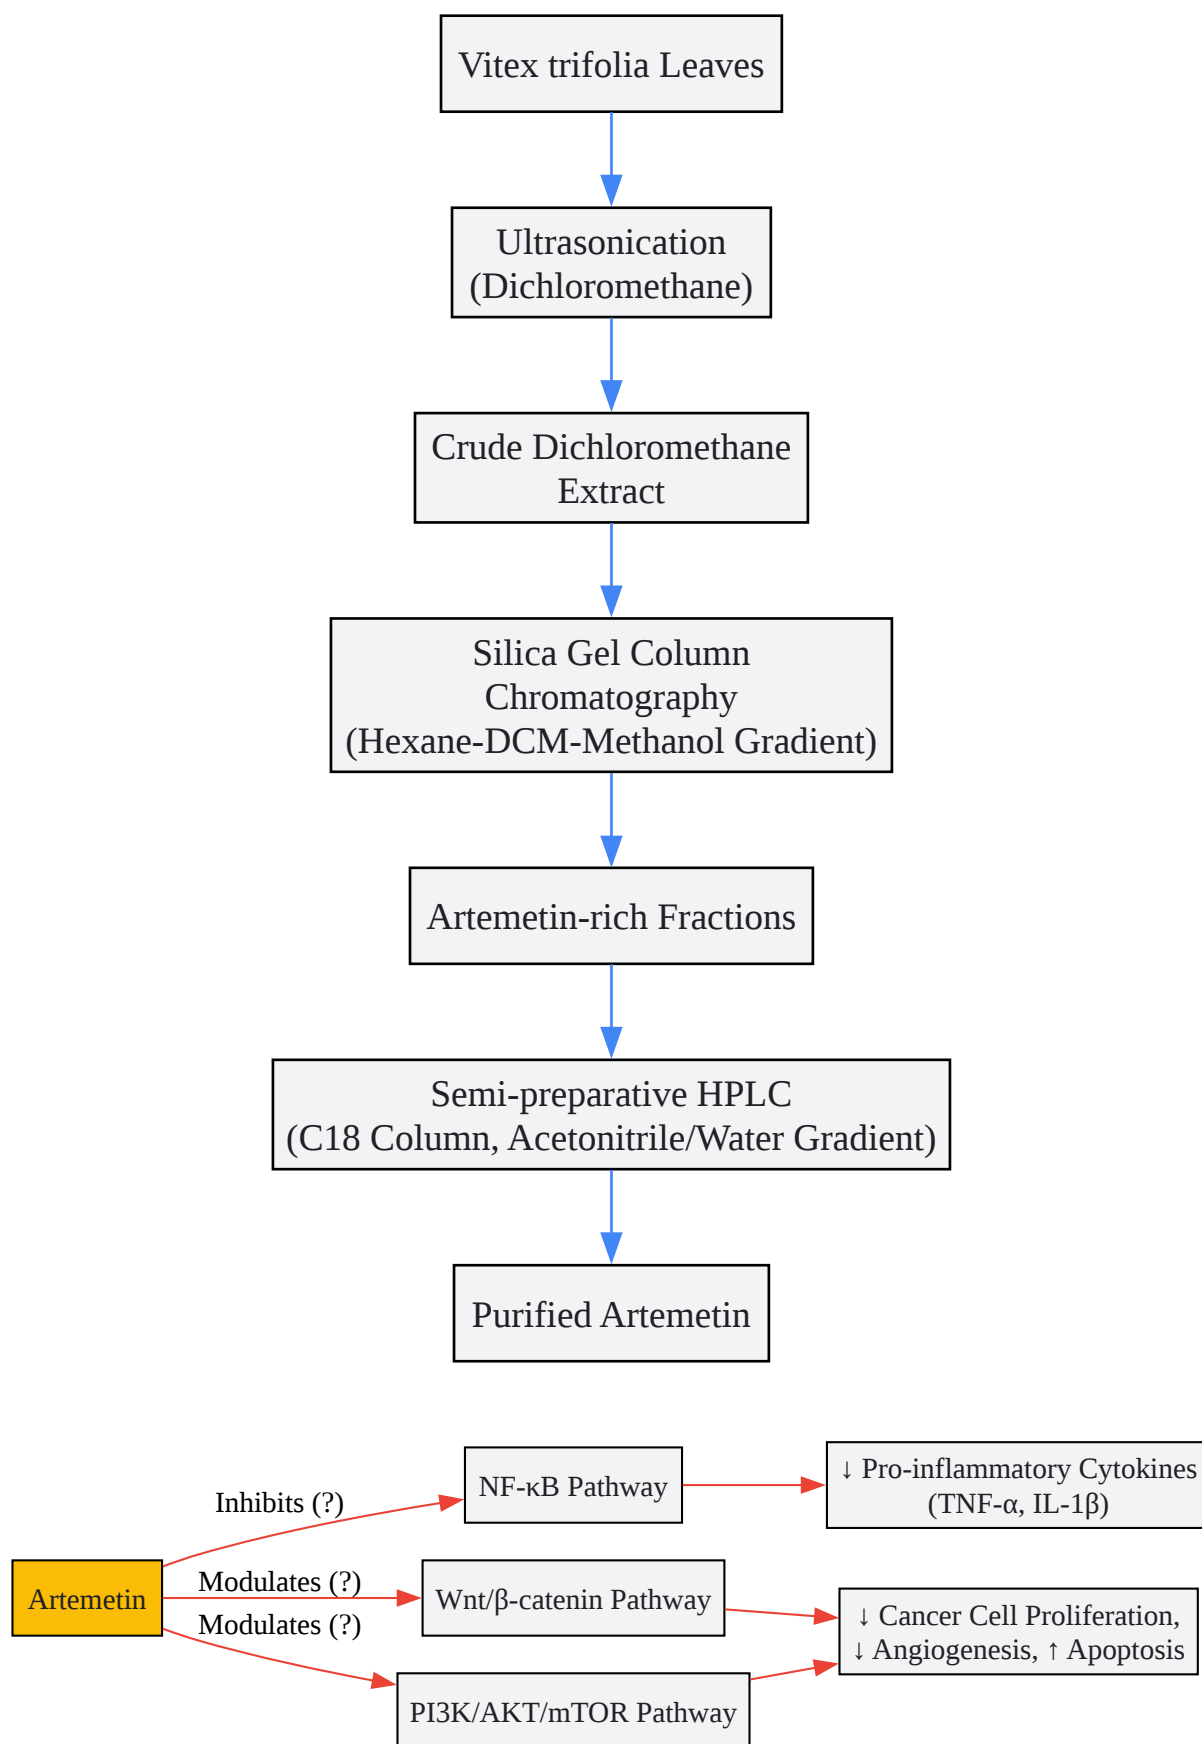 Vitex trifolia Leaves
Ultrasonication
(Dichloromethane)
Crude Dichloromethane
Extract
Silica Gel Column
Chromatography
(Hexane-DCM-Methanol Gradient)
Artemetin-rich Fractions
Semi-preparative HPLC
(C18 Column, Acetonitrile/Water Gradient)
Purified Artemetin
Artemetin
Inhibits (?)
Modulates (?)
Modulates (?)
NF-κB Pathway
Wnt/β-catenin Pathway
PI3K/AKT/mTOR Pathway
↓ Pro-inflammatory Cytokines
(TNF-α, IL-1β)
↓ Cancer Cell Proliferation,
↓ Angiogenesis, ↑ Apoptosis